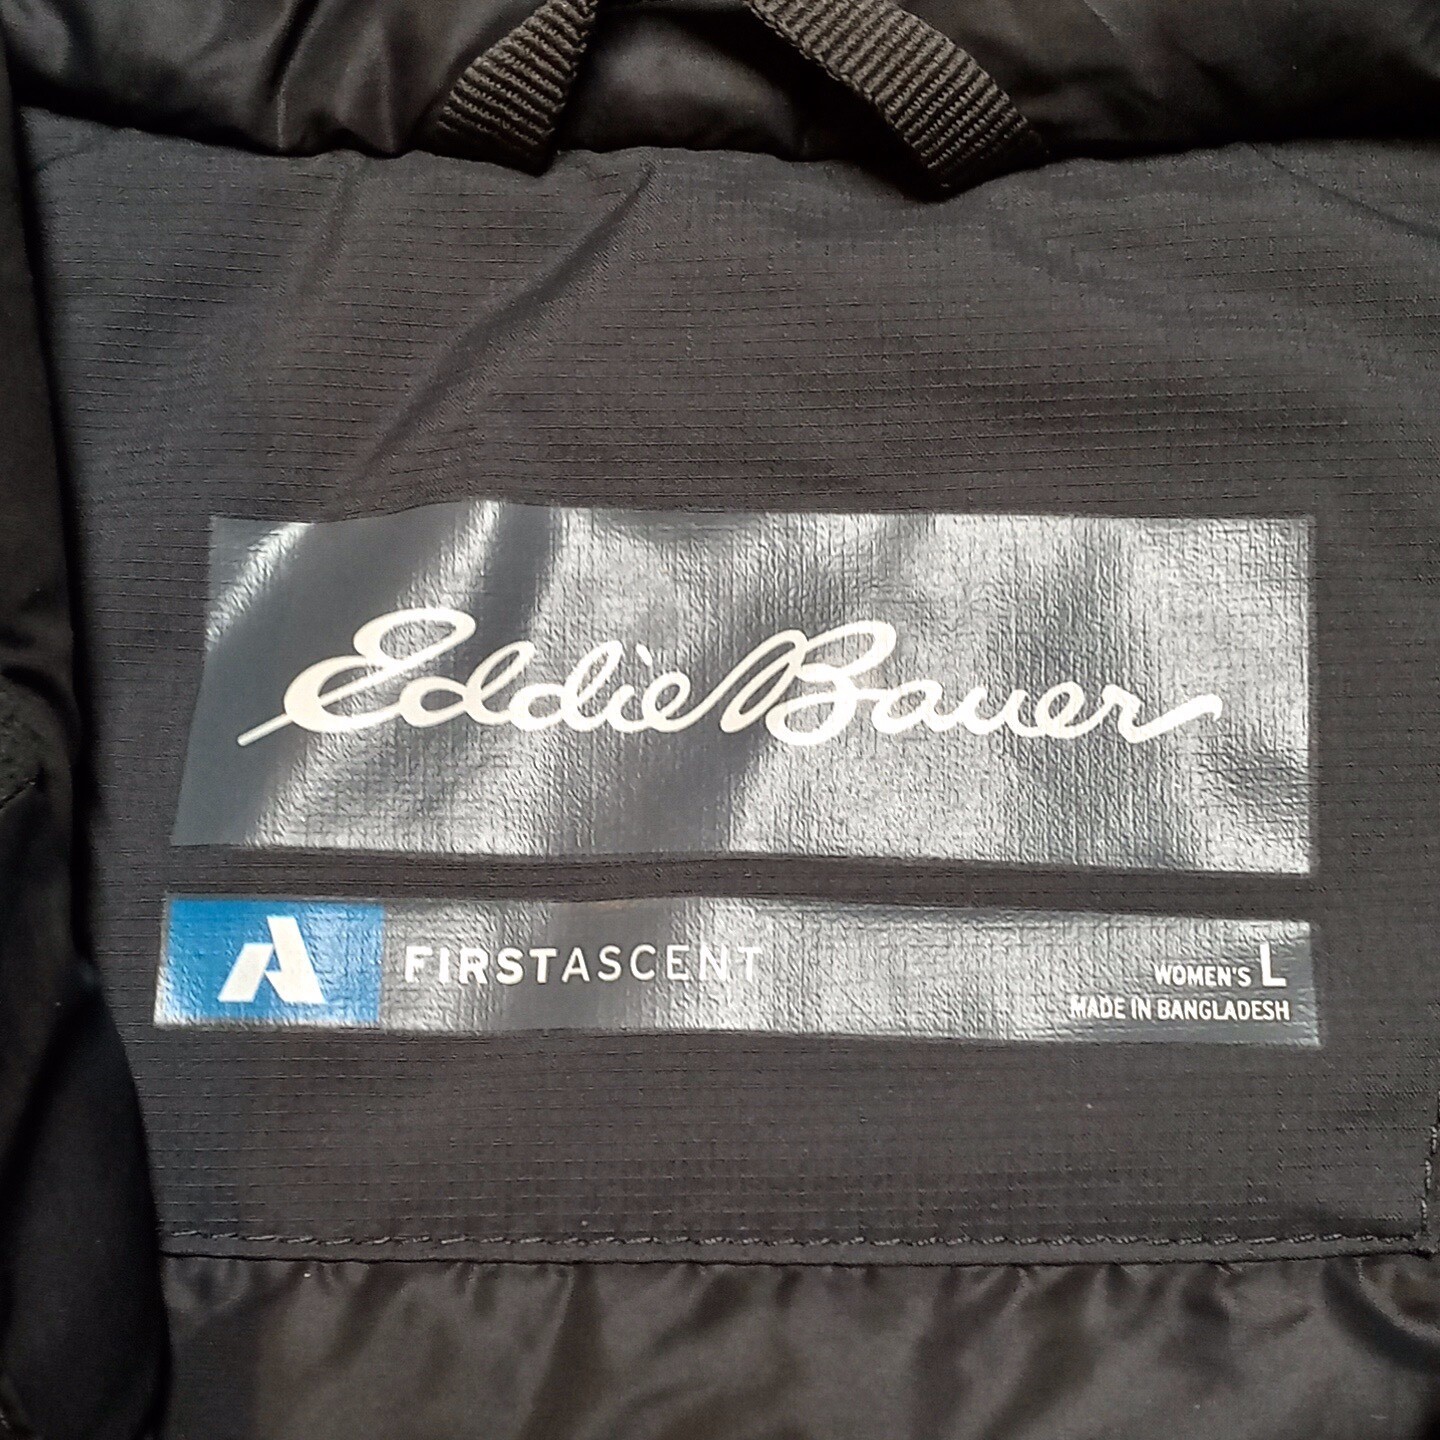 Eddie Bauer
A FIRSTASCENT
WOMEN'S L
MADE IN BANGLADESH